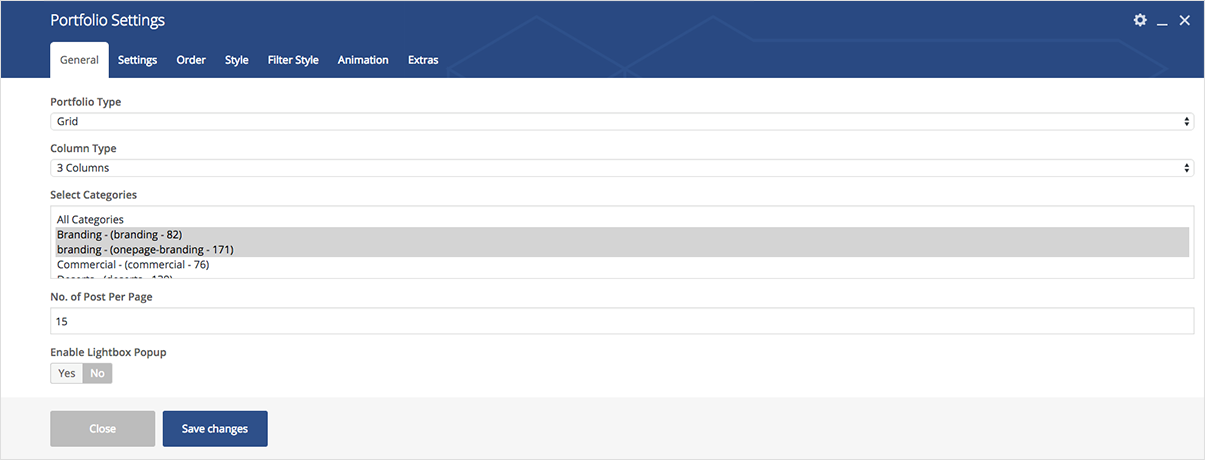 Portfolio Settings
General Settings Order Style Filter Style Animation Extras
Portfolio Type
Grid
Column Type
3 Columns
Select Categories
All Categories
Branding - (branding - 82)
branding - (onepage-branding - 171)
Commercial - (commercial - 76)
No. of Post Per Page
15
Enable Lightbox Popup
Yes No
Close Save changes